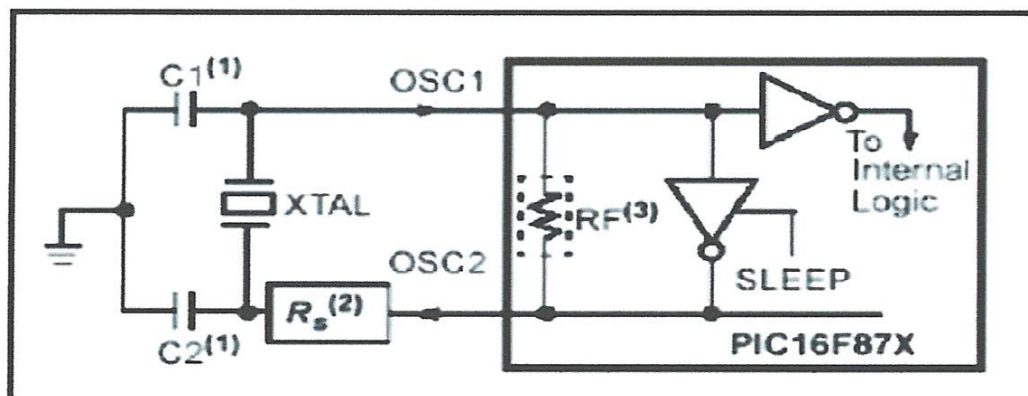 C1(1)
OSC1
To
Internal
Logic
XTAL
RF(3)
OSC2
SLEEP
Rs(2)
C2(1)
PIC16F87X